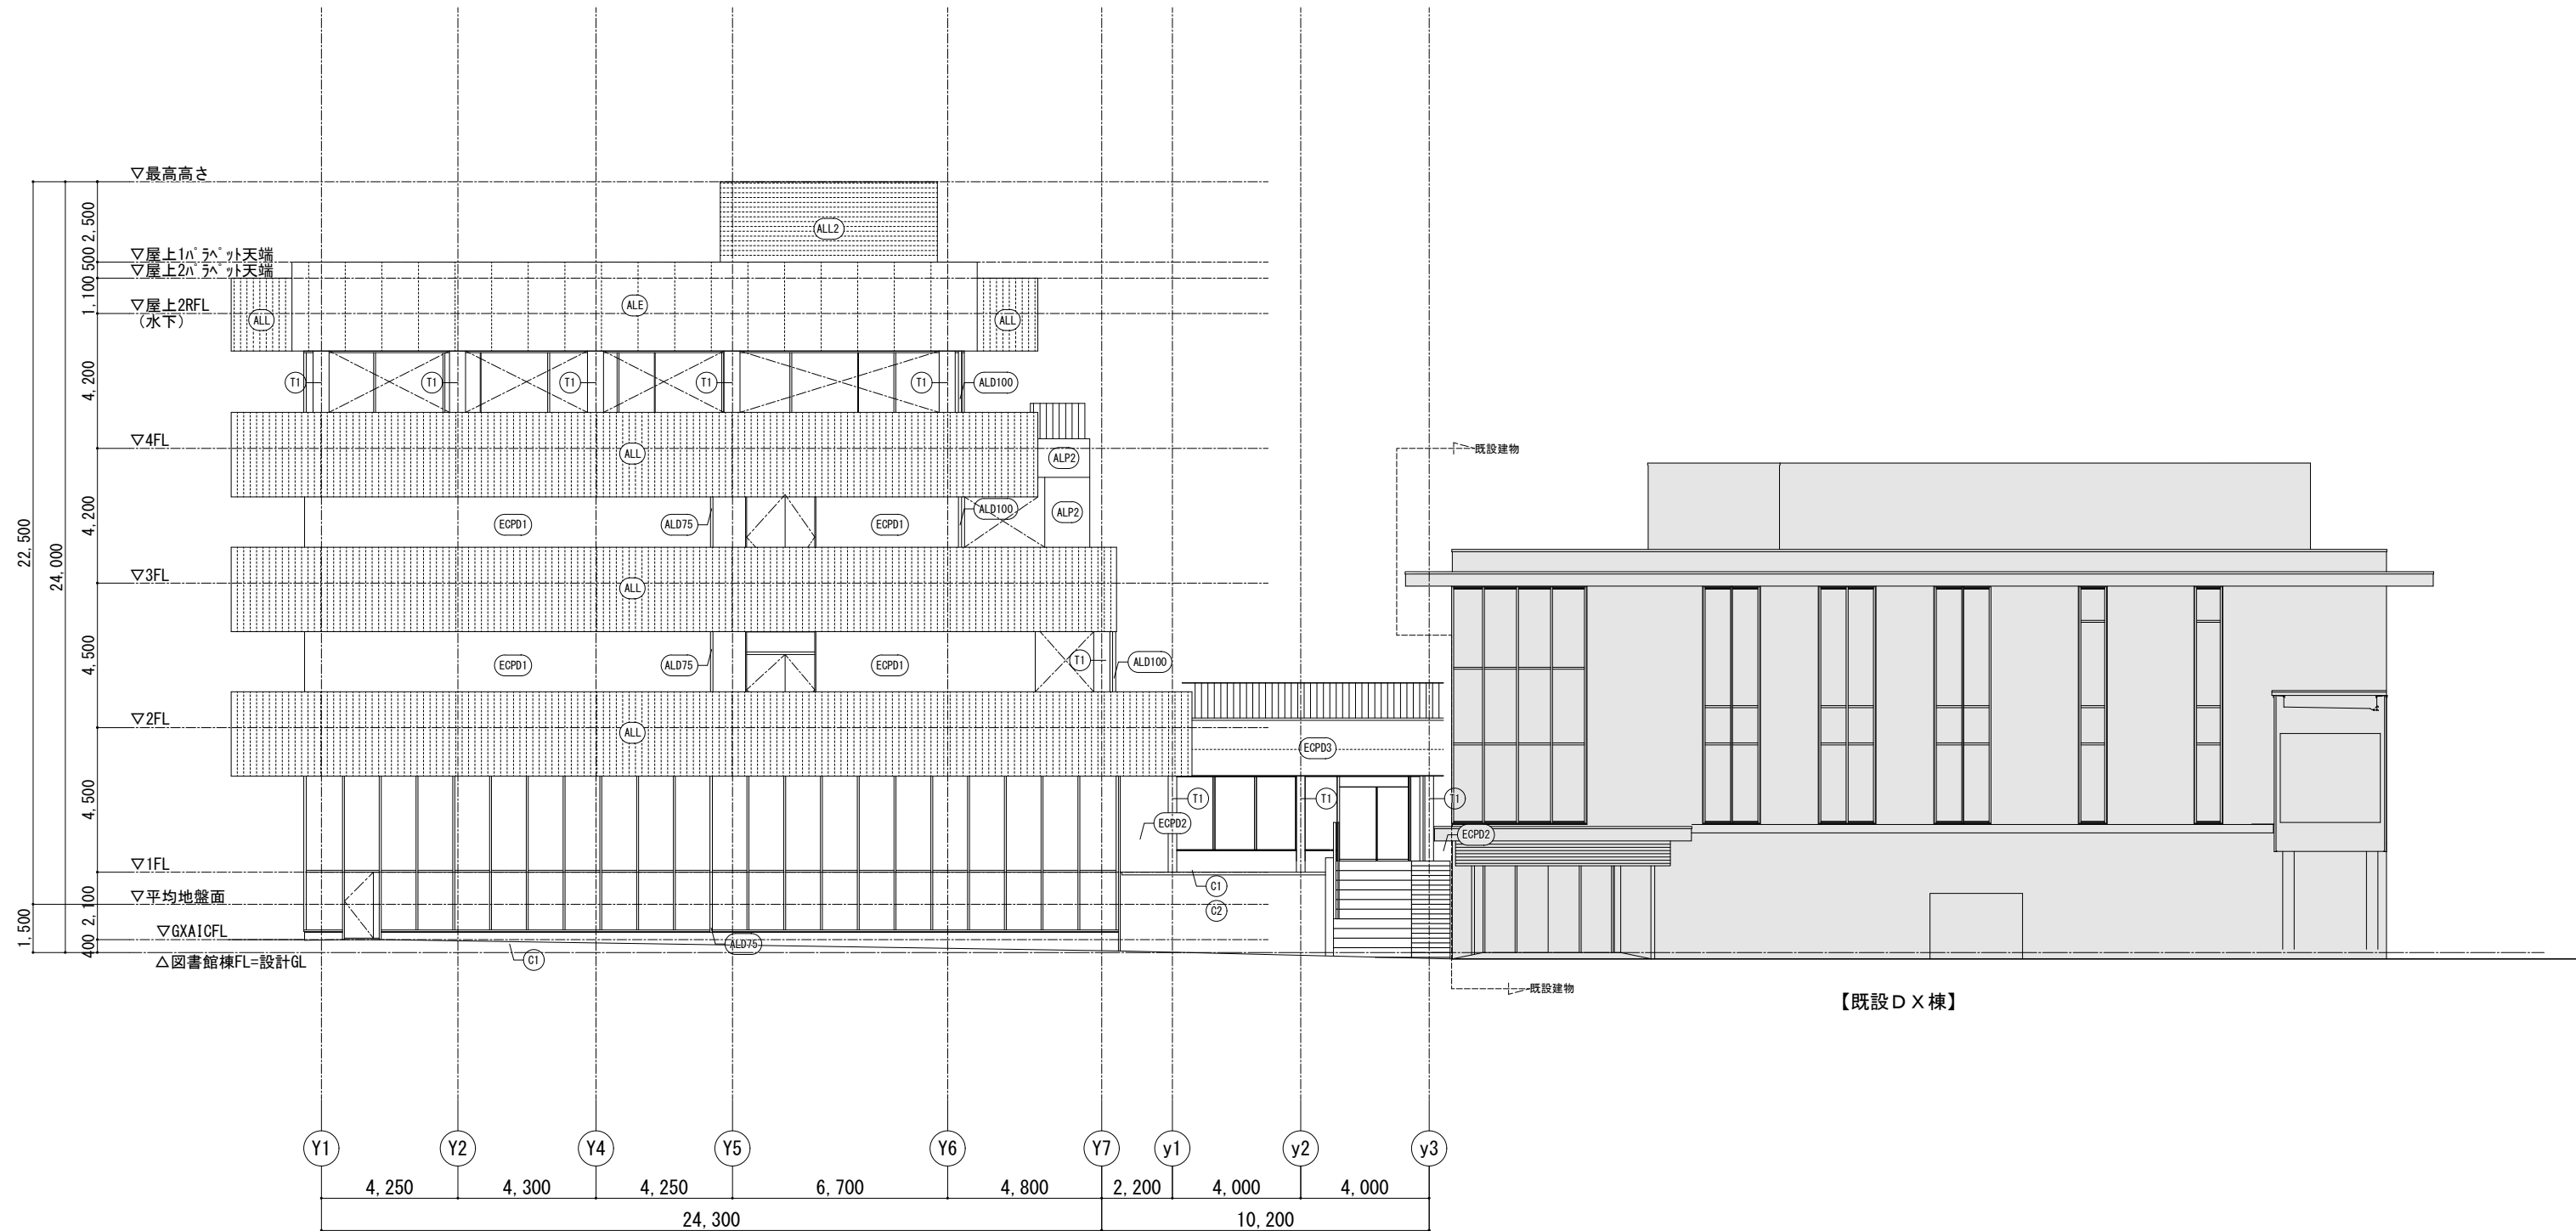 ▽最高高さ
2,500
ALL2
▽屋上1パラペット天端
500
▽屋上2パラペット天端
1,100
▽屋上2RFL
(水下)
ALL
ALE
ALL
4,200
T1
T1
T1
T1
T1
ALD100
▽4FL
ALL
ALP2
既設建物
4,200
ECPD1
ALD75
ECPD1
ALD100
ALP2
22,500
24,000
▽3FL
ALL
4,500
ECPD1
ALD75
ECPD1
T1
ALD100
▽2FL
ALL
ECPD3
4,500
T1
T1
T1
ECPD2
ECPD2
▽1FL
C1
▽平均地盤面
C2
2,100
1,500
▽GXAICFL
400
ALD75
△図書館棟FL=設計GL
C1
既設建物
【既設DX棟】
Y1
Y2
Y4
Y5
Y6
Y7
y1
y2
y3
4,250
4,300
4,250
6,700
4,800
2,200
4,000
4,000
24,300
10,200